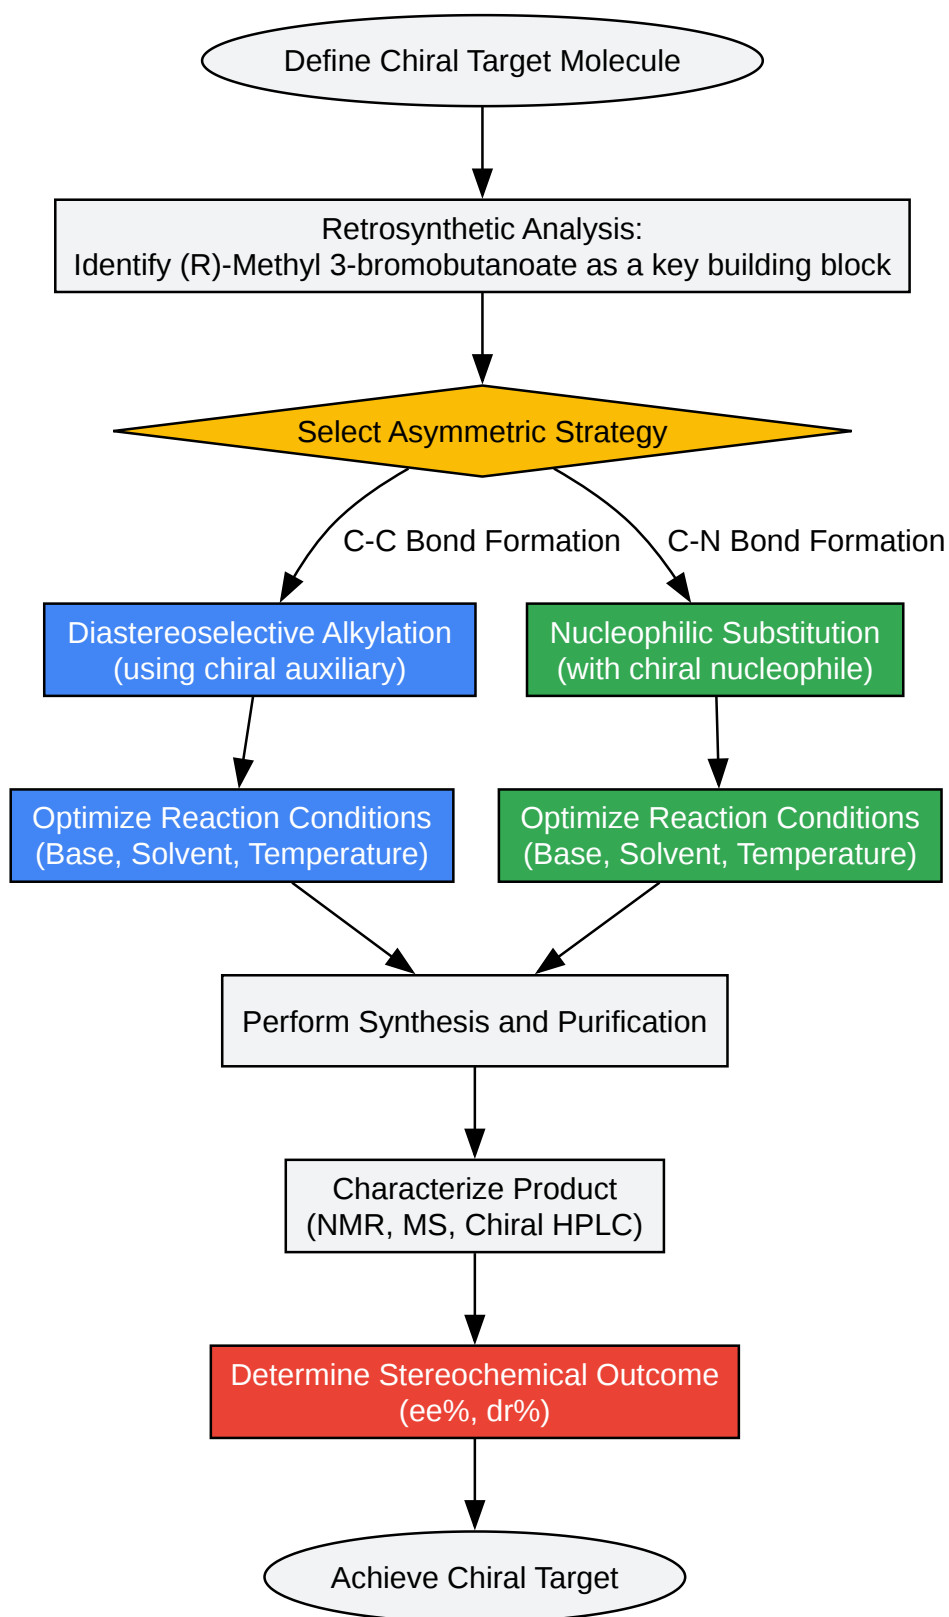 Define Chiral Target Molecule
Retrosynthetic Analysis:
Identify (R)-Methyl 3-bromobutanoate as a key building block
Select Asymmetric Strategy
C-C Bond Formation
C-N Bond Formation
Diastereoselective Alkylation
(using chiral auxiliary)
Nucleophilic Substitution
(with chiral nucleophile)
Optimize Reaction Conditions
(Base, Solvent, Temperature)
Optimize Reaction Conditions
(Base, Solvent, Temperature)
Perform Synthesis and Purification
Characterize Product
(NMR, MS, Chiral HPLC)
Determine Stereochemical Outcome
(ee%, dr%)
Achieve Chiral Target